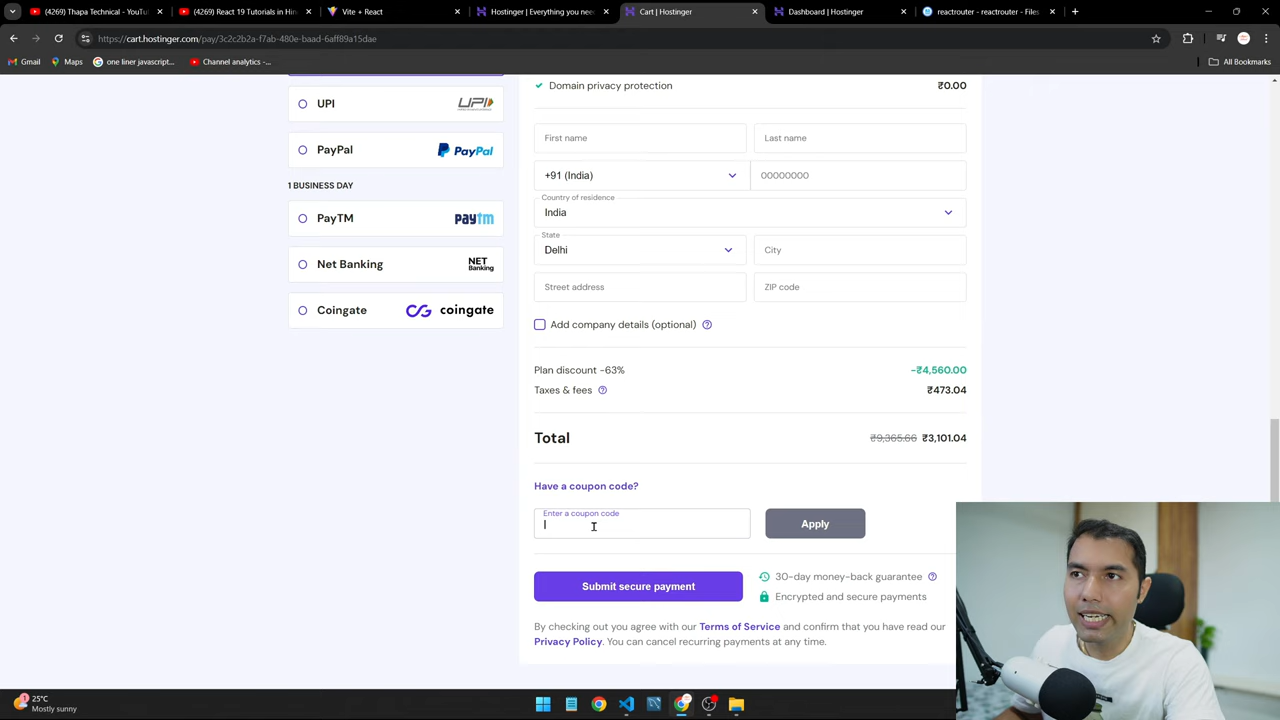 (4269) Thapa Technical - YouTu
(4269) React 19 Tutorials in Hin
Vite + React
Hostinger | Everything you nee
Cart | Hostinger
Dashboard | Hostinger
reactrouter - reactrouter - Files
https://cart.hostinger.com/pay/3c2c2b2a-f7ab-480e-baad-6aff89a15dae
Gmail
Maps
one liner javascript...
Channel analytics -...
All Bookmarks
Domain privacy protection ₹0.00
UPI UPI
PayPal PayPal
1 BUSINESS DAY
PayTM paytm
Net Banking NET Banking
Coingate coingate
First name
Last name
+91 (India)
00000000
Country of residence
India
State
Delhi
City
Street address
ZIP code
Add company details (optional)
Plan discount -63% -₹4,560.00
Taxes & fees ₹473.04
Total ₹9,365.66 ₹3,101.04
Have a coupon code?
Enter a coupon code
Apply
Submit secure payment
30-day money-back guarantee
Encrypted and secure payments
By checking out you agree with our Terms of Service and confirm that you have read our
Privacy Policy. You can cancel recurring payments at any time.
25°C
Mostly sunny